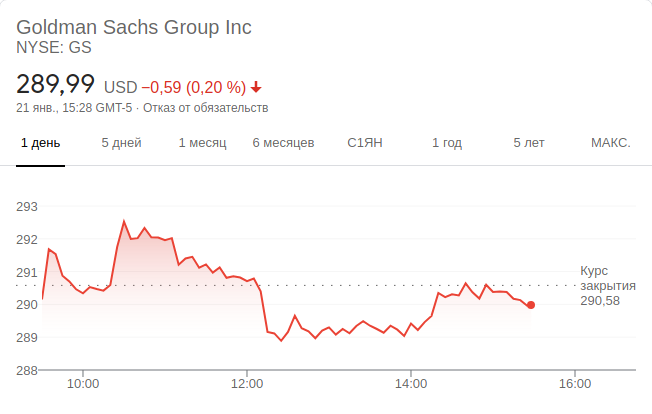 Goldman Sachs Group Inc
NYSE: GS
289,99 USD −0,59 (0,20 %)
21 янв., 15:28 GMT-5 · Отказ от обязательств
1 день 5 дней 1 месяц 6 месяцев С1ЯН 1 год 5 лет МАКС.
293
292
291
290
289
288
Курс
закрытия
290,58
10:00 12:00 14:00 16:00